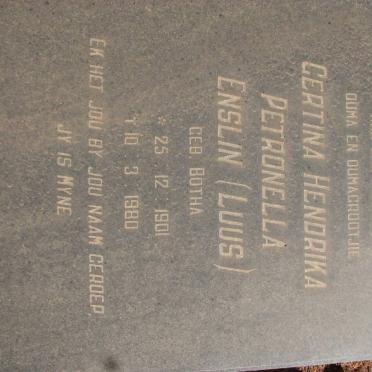 OUMA EN OUMAGROOTJIE
GERTINA HENDRIKA
PETRONELLA
ENSLIN (LUUS)
GEB BOTHA
* 25 12 1901
† 10 3 1980
EK HET JOU BY JOU NAAM GEROEP,
JY IS MYNE